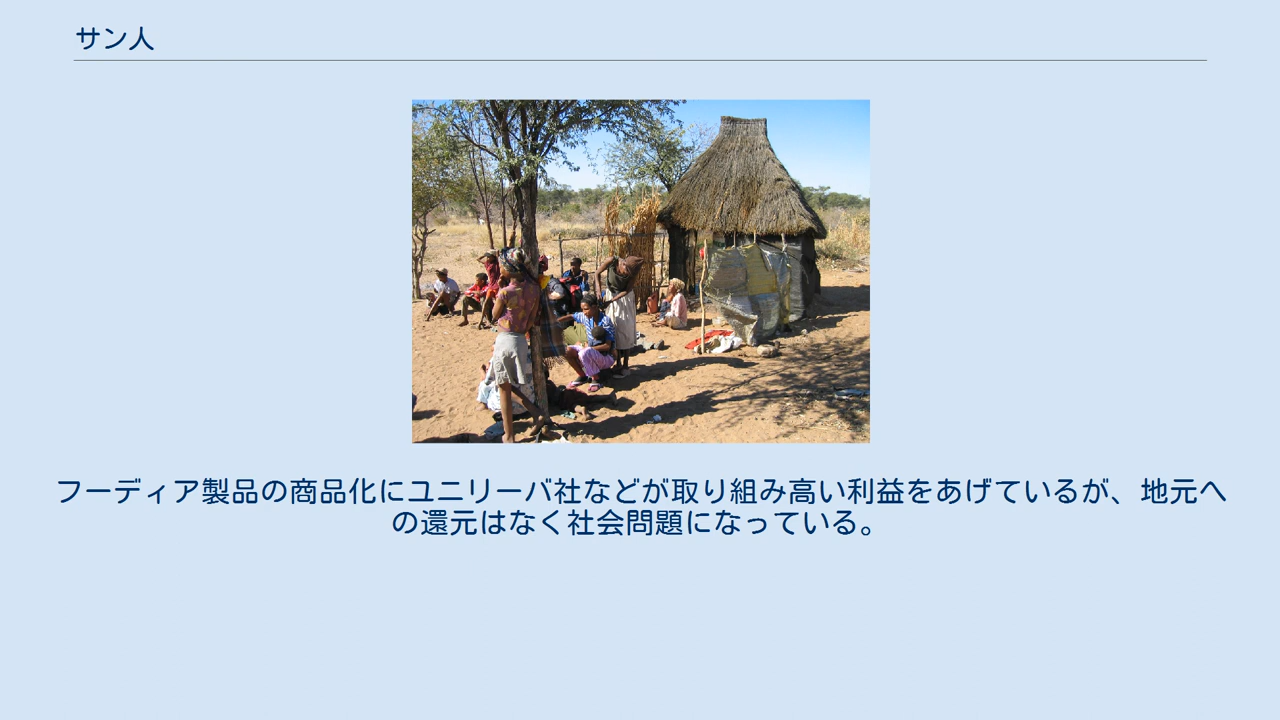 サン人
フーディア製品の商品化にユニリーバ社などが取り組み高い利益をあげているが、地元へ
の還元はなく社会問題になっている。